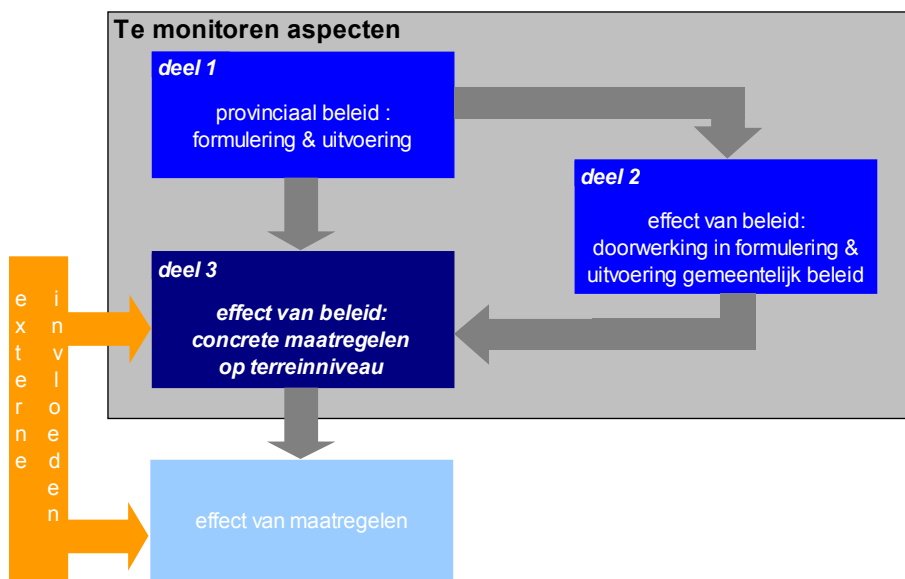 Te monitoren aspecten
deel 1
provinciaal beleid :
formulering & uitvoering
deel 2
effect van beleid:
doorwerking in formulering &
uitvoering gemeentelijk beleid
deel 3
effect van beleid:
concrete maatregelen
op terreinniveau
externe
invloeden
effect van maatregelen